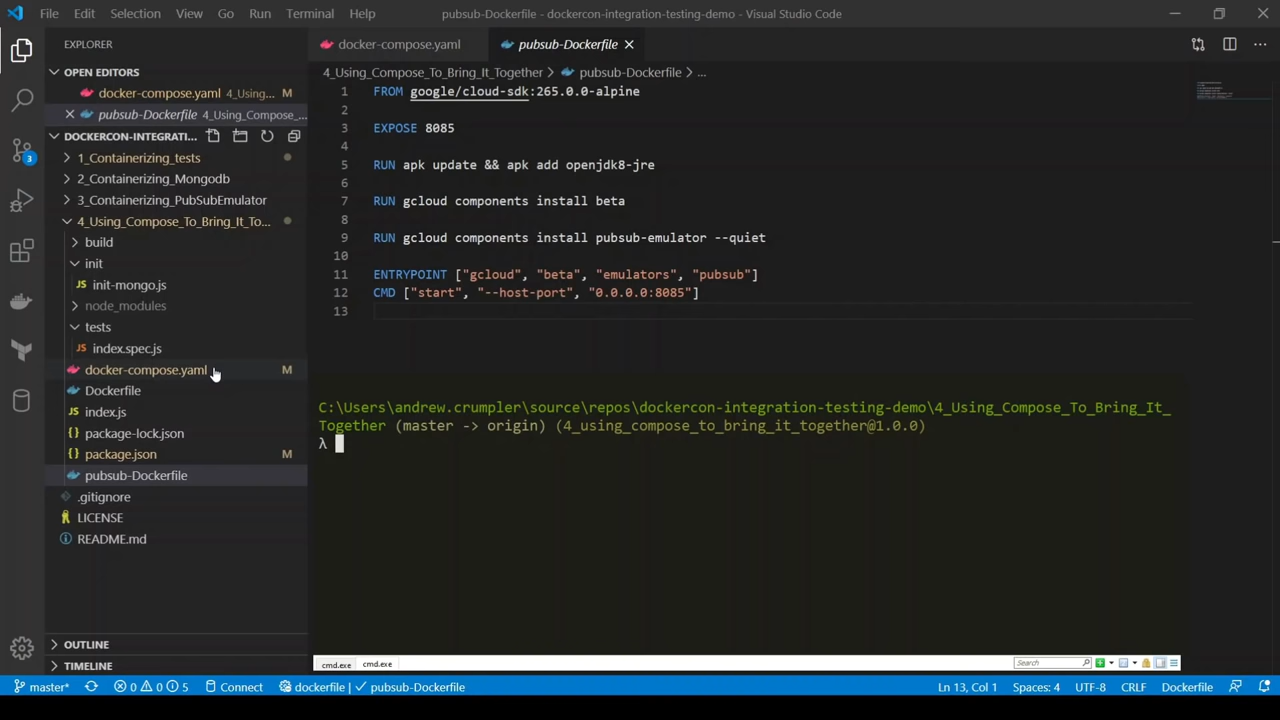 File Edit Selection View Go Run Terminal Help pubsub-Dockerfile - dockercon-integration-testing-demo - Visual Studio Code
EXPLORER
OPEN EDITORS
docker-compose.yaml 4_Using... M
pubsub-Dockerfile 4_Using_Compose_...
DOCKERCON-INTEGRATI...
1_Containerizing_tests
2_Containerizing_Mongodb
3_Containerizing_PubSubEmulator
4_Using_Compose_To_Bring_It_To...
build
init
init-mongo.js
node_modules
tests
index.spec.js
docker-compose.yaml M
Dockerfile
index.js
package-lock.json
package.json M
pubsub-Dockerfile
.gitignore
LICENSE
README.md
OUTLINE
TIMELINE
3
docker-compose.yaml pubsub-Dockerfile
4_Using_Compose_To_Bring_It_Together > pubsub-Dockerfile > ...
1 FROM google/cloud-sdk:265.0.0-alpine
2
3 EXPOSE 8085
4
5 RUN apk update && apk add openjdk8-jre
6
7 RUN gcloud components install beta
8
9 RUN gcloud components install pubsub-emulator --quiet
10
11 ENTRYPOINT ["gcloud", "beta", "emulators", "pubsub"]
12 CMD ["start", "--host-port", "0.0.0.0:8085"]
13
C:\Users\andrew.crumpler\source\repos\dockercon-integration-testing-demo\4_Using_Compose_To_Bring_It_
Together (master -> origin) (4_using_compose_to_bring_it_together@1.0.0)
λ
cmd.exe cmd.exe Search
master* 0 0 5 Connect dockerfile | pubsub-Dockerfile Ln 13, Col 1 Spaces: 4 UTF-8 CRLF Dockerfile